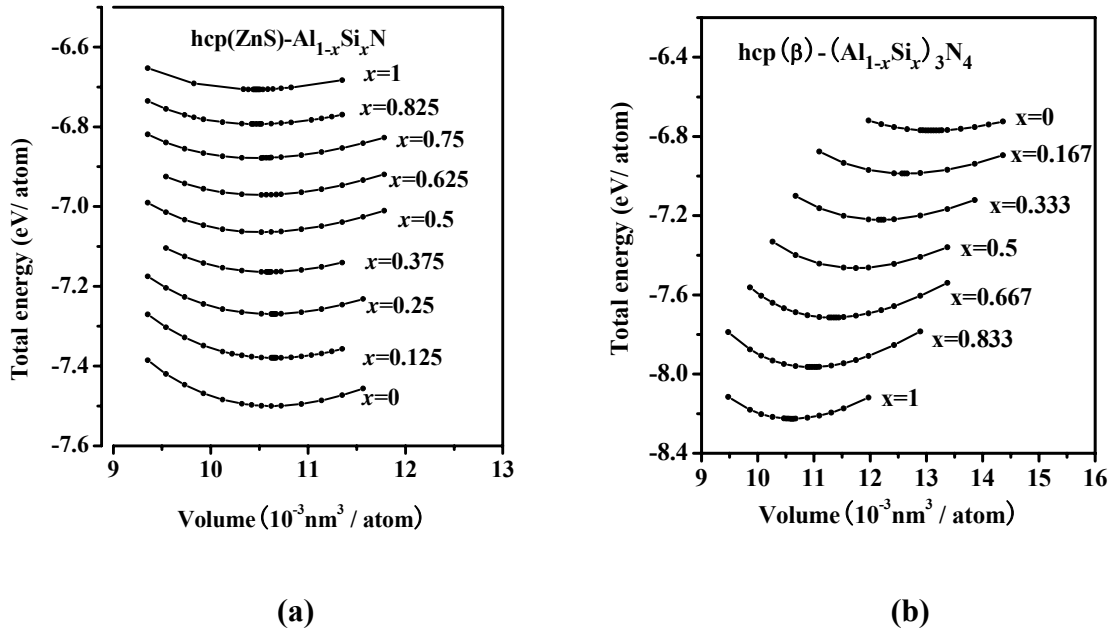 hcp(ZnS)-Al1-xSixN
Total energy (eV/ atom)
-6.6
-6.8
-7.0
-7.2
-7.4
-7.6
x=1
x=0.825
x=0.75
x=0.625
x=0.5
x=0.375
x=0.25
x=0.125
x=0
9
10
11
12
13
Volume (10-3nm3 / atom)
(a)
hcp (β) - (Al1-xSix)3N4
Total energy (eV/ atom)
-6.4
-6.8
-7.2
-7.6
-8.0
-8.4
x=0
x=0.167
x=0.333
x=0.5
x=0.667
x=0.833
x=1
9
10
11
12
13
14
15
16
Volume (10-3nm3 / atom)
(b)